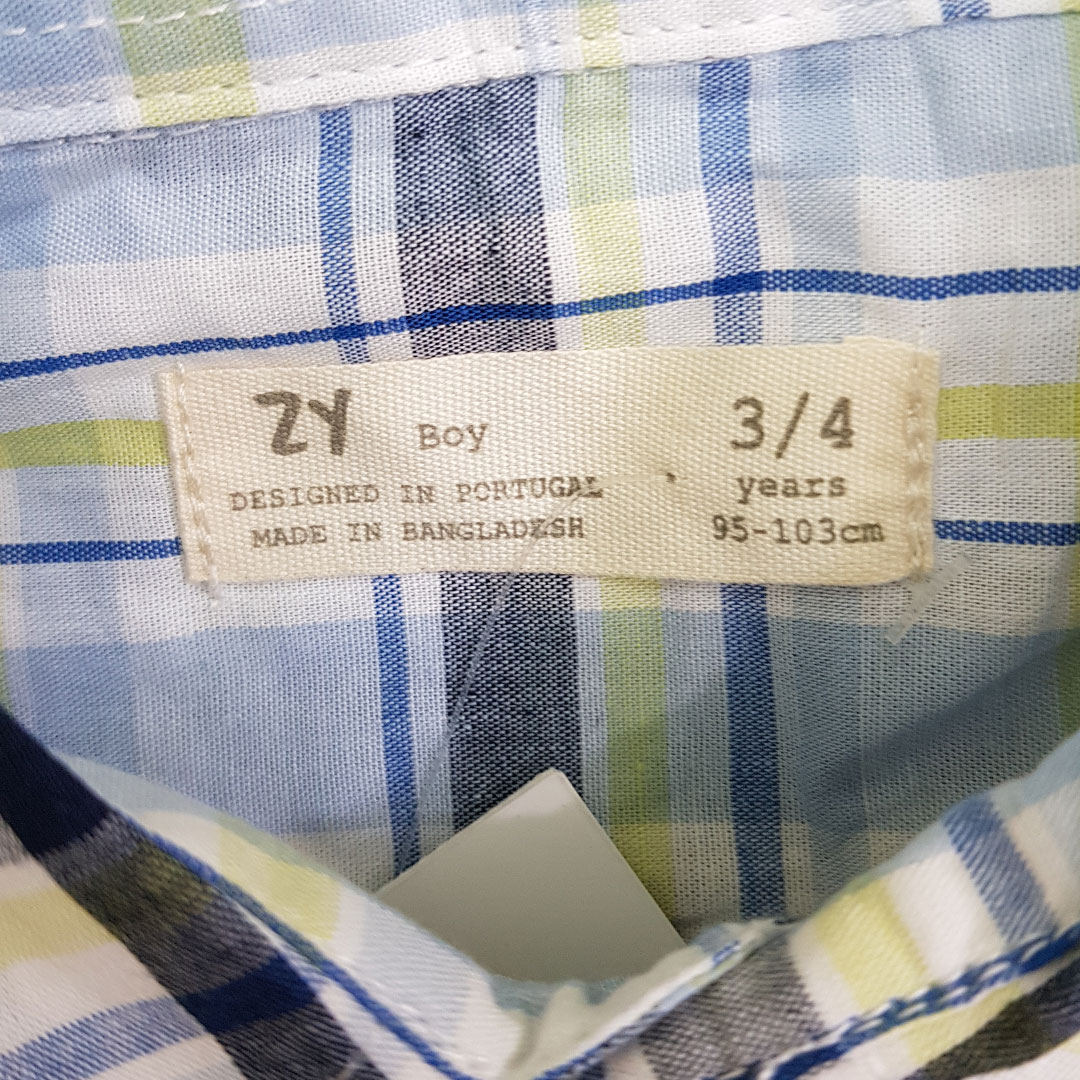 ZY Boy 3/4
DESIGNED IN PORTUGAL years
MADE IN BANGLADESH 95-103cm